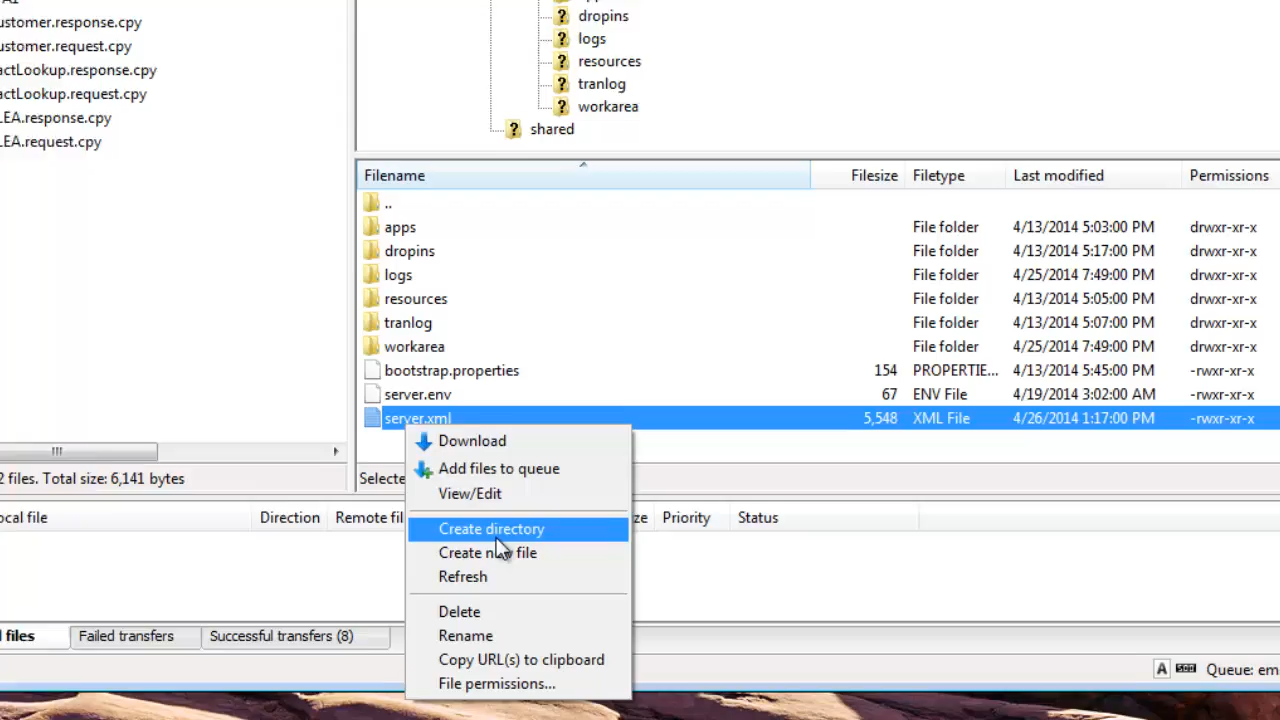 ustomer.response.cpy
ustomer.request.cpy
actLookup.response.cpy
actLookup.request.cpy
LEA.response.cpy
LEA.request.cpy
2 files. Total size: 6,141 bytes
dropins
logs
resources
tranlog
workarea
shared
Filename Filesize Filetype Last modified Permissions
..
apps File folder 4/13/2014 5:03:00 PM drwxr-xr-x
dropins File folder 4/13/2014 5:17:00 PM drwxr-xr-x
logs File folder 4/25/2014 7:49:00 PM drwxr-xr-x
resources File folder 4/13/2014 5:05:00 PM drwxr-xr-x
tranlog File folder 4/13/2014 5:07:00 PM drwxr-xr-x
workarea File folder 4/25/2014 7:49:00 PM drwxr-xr-x
bootstrap.properties 154 PROPERTIE... 4/13/2014 5:45:00 PM -rwxr-xr-x
server.env 67 ENV File 4/19/2014 3:02:00 AM -rwxr-xr-x
server.xml 5,548 XML File 4/26/2014 1:17:00 PM -rwxr-xr-x
Selecte
Download
Add files to queue
View/Edit
Create directory
Create new file
Refresh
Delete
Rename
Copy URL(s) to clipboard
File permissions...
ocal file Direction Remote fil ze Priority Status
l files Failed transfers Successful transfers (8)
A Queue: em